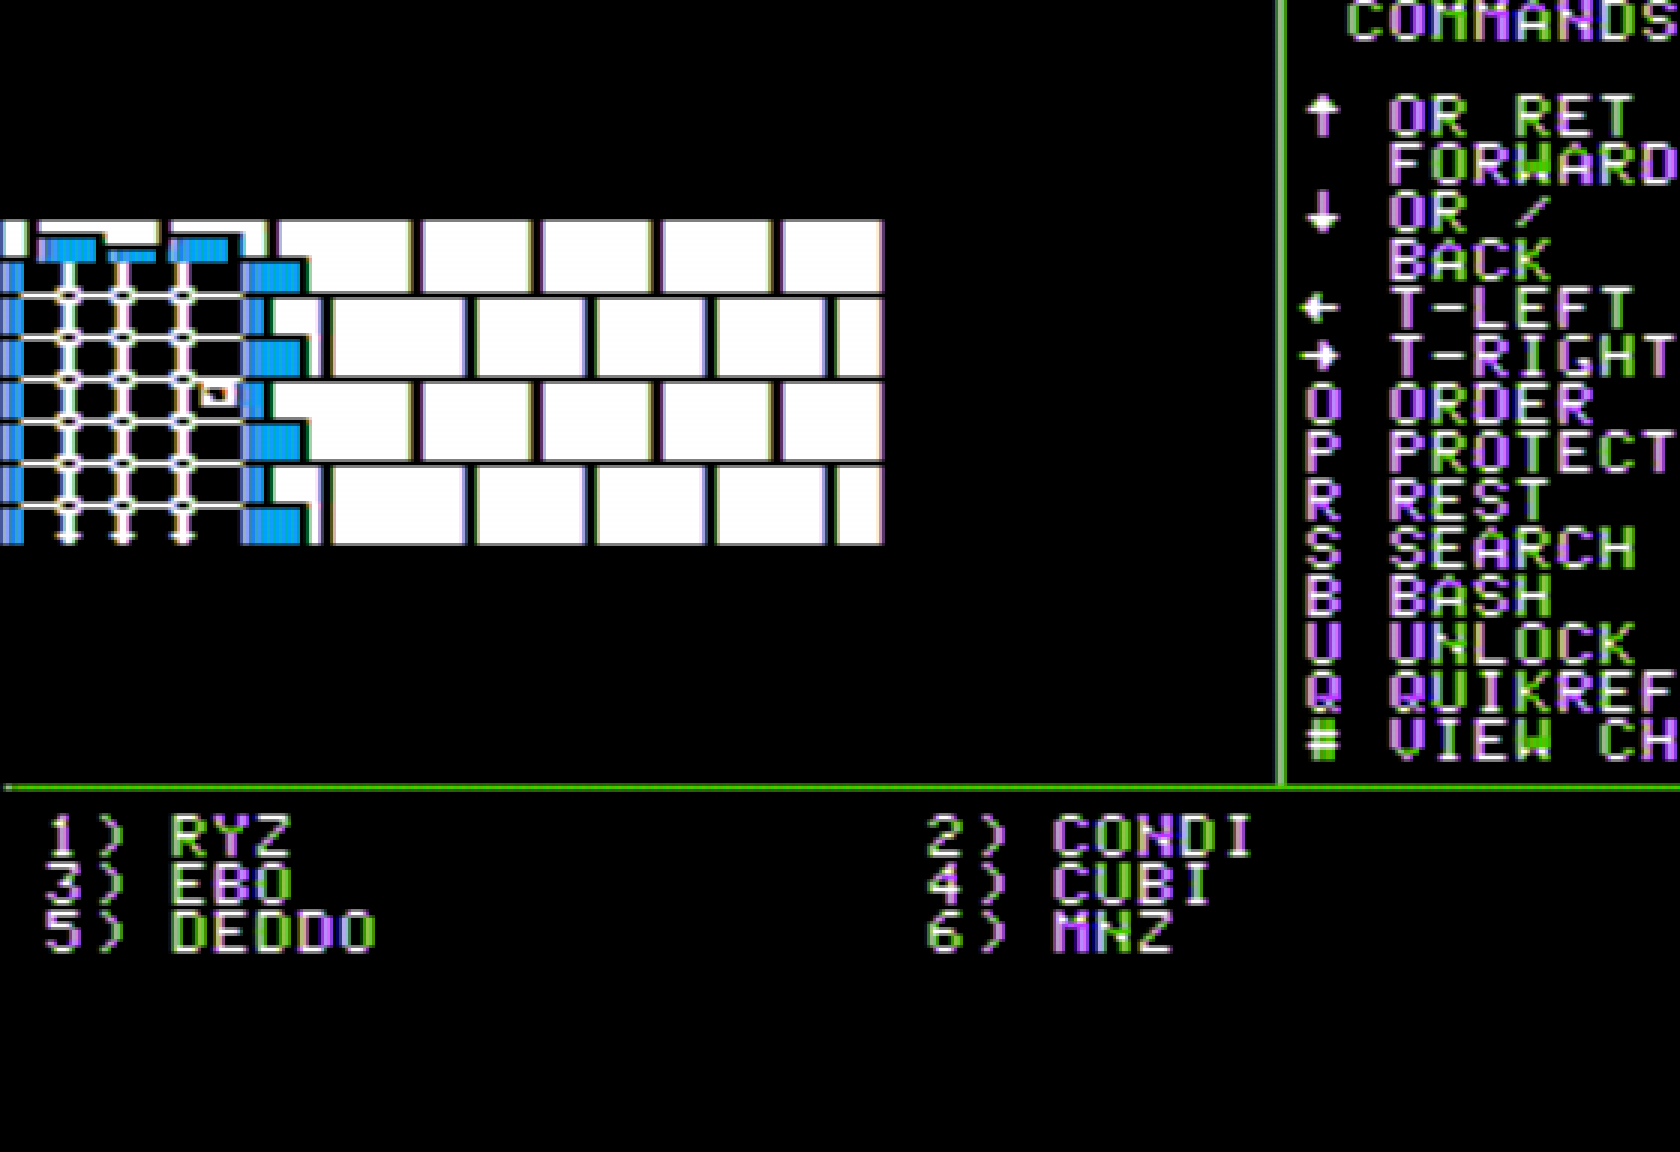 COMMANDS
↑ OR RET
FORWARD
↓ OR /
BACK
← T-LEFT
→ T-RIGHT
O ORDER
P PROTECT
R REST
S SEARCH
B BASH
U UNLOCK
Q QUIKREF
# VIEW CH
1) RYZ 2) CONDI
3) EBO 4) CUBI
5) DEDDO 6) MNZ